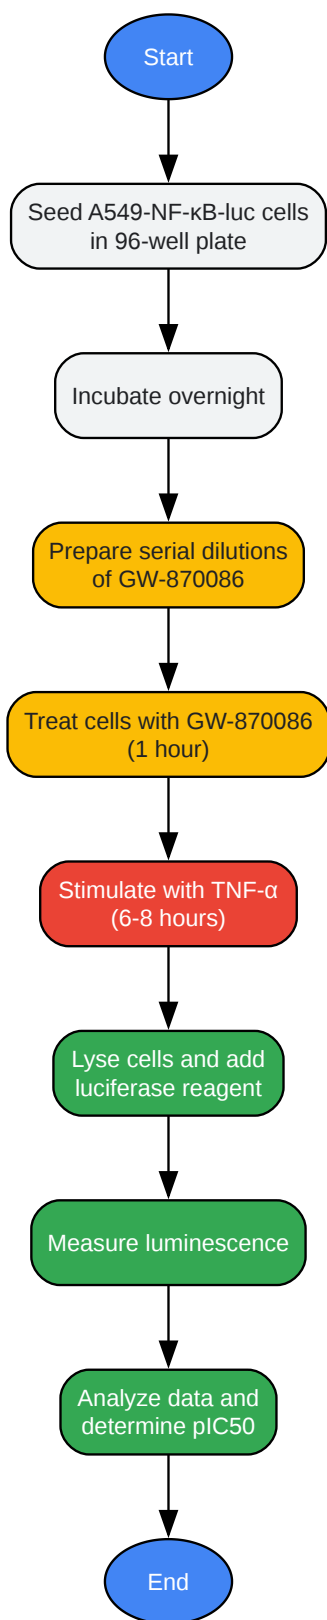 Start
Seed A549-NF-κB-luc cells
in 96-well plate
Incubate overnight
Prepare serial dilutions
of GW-870086
Treat cells with GW-870086
(1 hour)
Stimulate with TNF-α
(6-8 hours)
Lyse cells and add
luciferase reagent
Measure luminescence
Analyze data and
determine pIC50
End